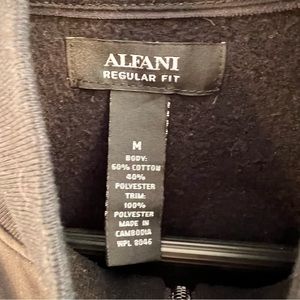 ALFANI
REGULAR FIT
M
BODY:
60% COTTON
40%
POLYESTER
TRIM:
100%
POLYESTER
MADE IN
CAMBODIA
WPL 8046